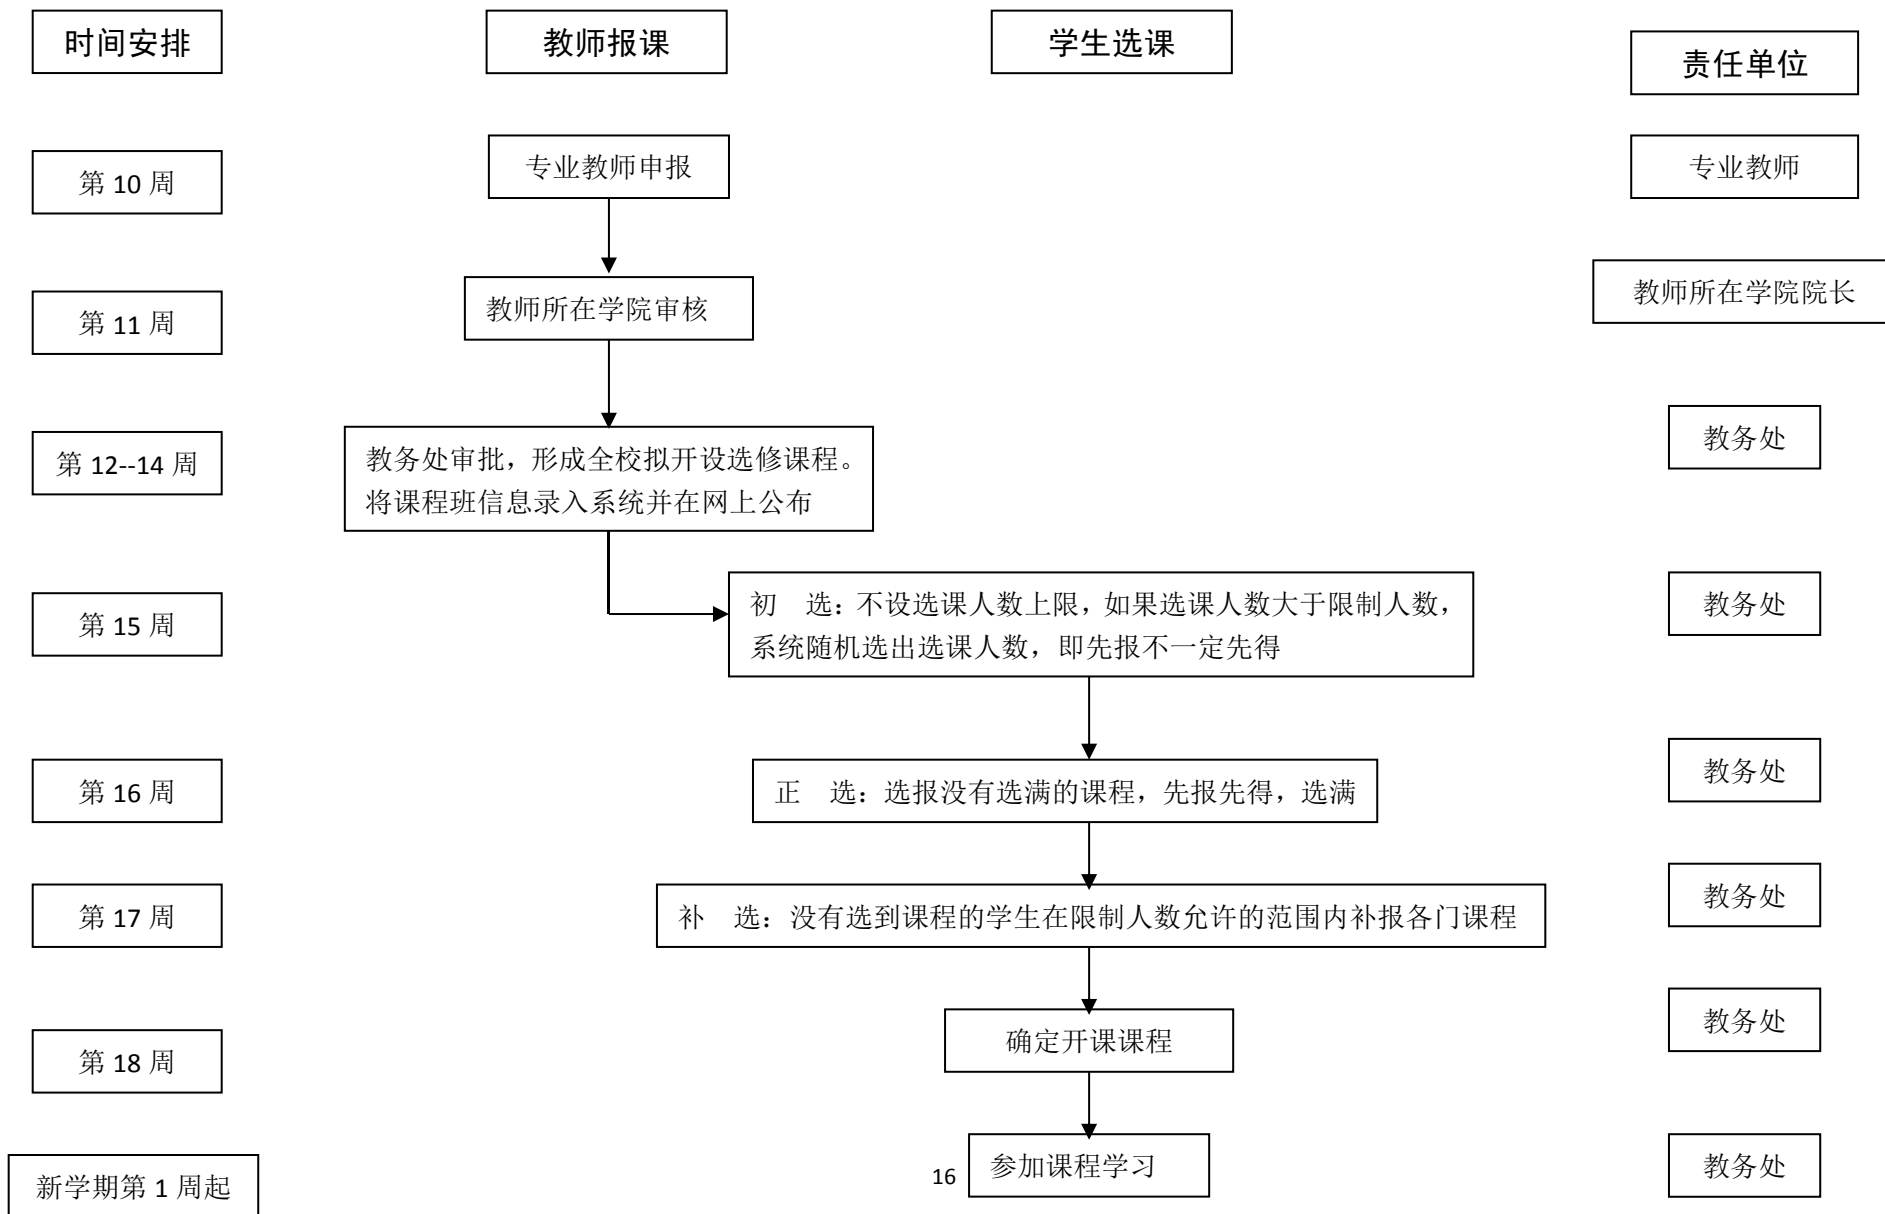 时间安排
教师报课
学生选课
责任单位
第 10 周
专业教师申报
专业教师
第 11 周
教师所在学院审核
教师所在学院院长
第 12--14 周
教务处审批，形成全校拟开设选修课程。
将课程班信息录入系统并在网上公布
教务处
第 15 周
初　选：不设选课人数上限，如果选课人数大于限制人数，
系统随机选出选课人数，即先报不一定先得
教务处
第 16 周
正　选：选报没有选满的课程，先报先得，选满
教务处
第 17 周
补　选：没有选到课程的学生在限制人数允许的范围内补报各门课程
教务处
第 18 周
确定开课课程
教务处
新学期第 1 周起
参加课程学习
教务处
16